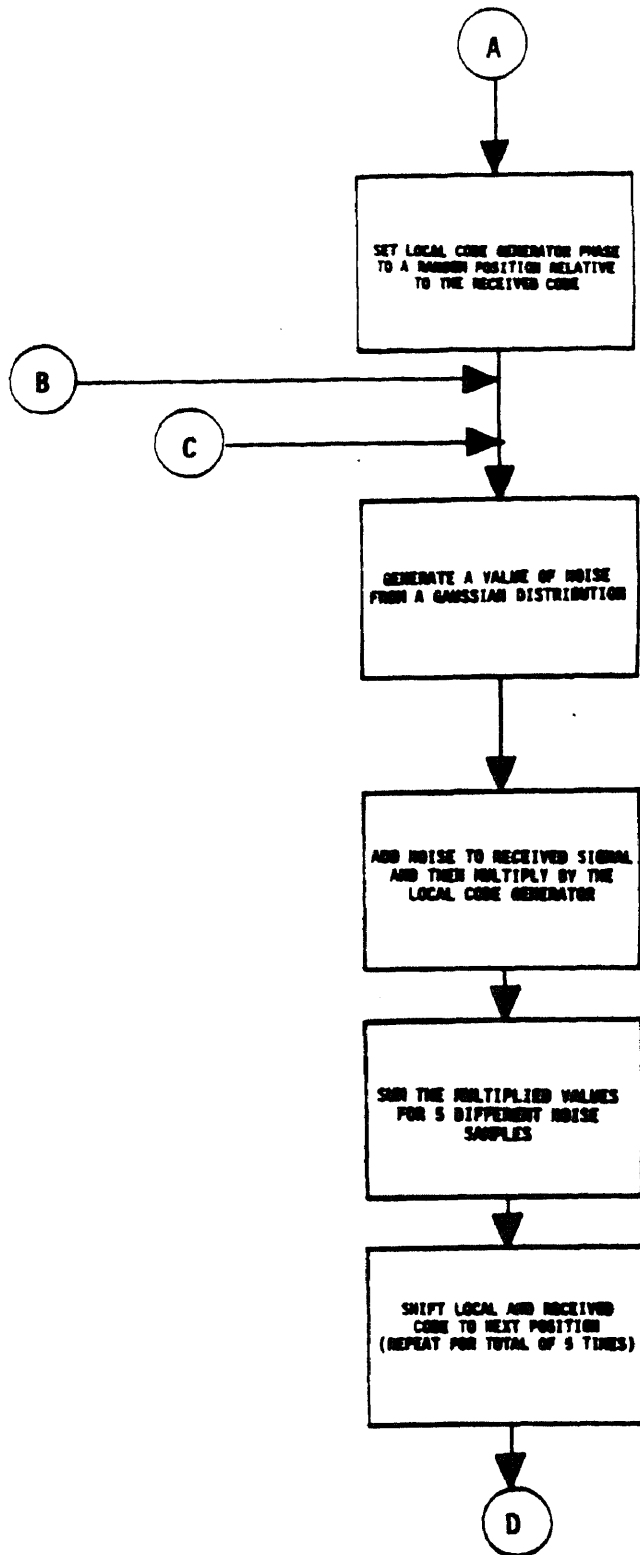 A
SET LOCAL CODE GENERATOR PHASE
TO A RANDOM POSITION RELATIVE
TO THE RECEIVED CODE
B
C
GENERATE A VALUE OF NOISE
FROM A GAUSSIAN DISTRIBUTION
ADD NOISE TO RECEIVED SIGNAL
AND THEN MULTIPLY BY THE
LOCAL CODE GENERATOR
SUM THE MULTIPLIED VALUES
FOR 5 DIFFERENT NOISE
SAMPLES
SHIFT LOCAL AND RECEIVED
CODE TO NEXT POSITION
(REPEAT FOR TOTAL OF 5 TIMES)
D